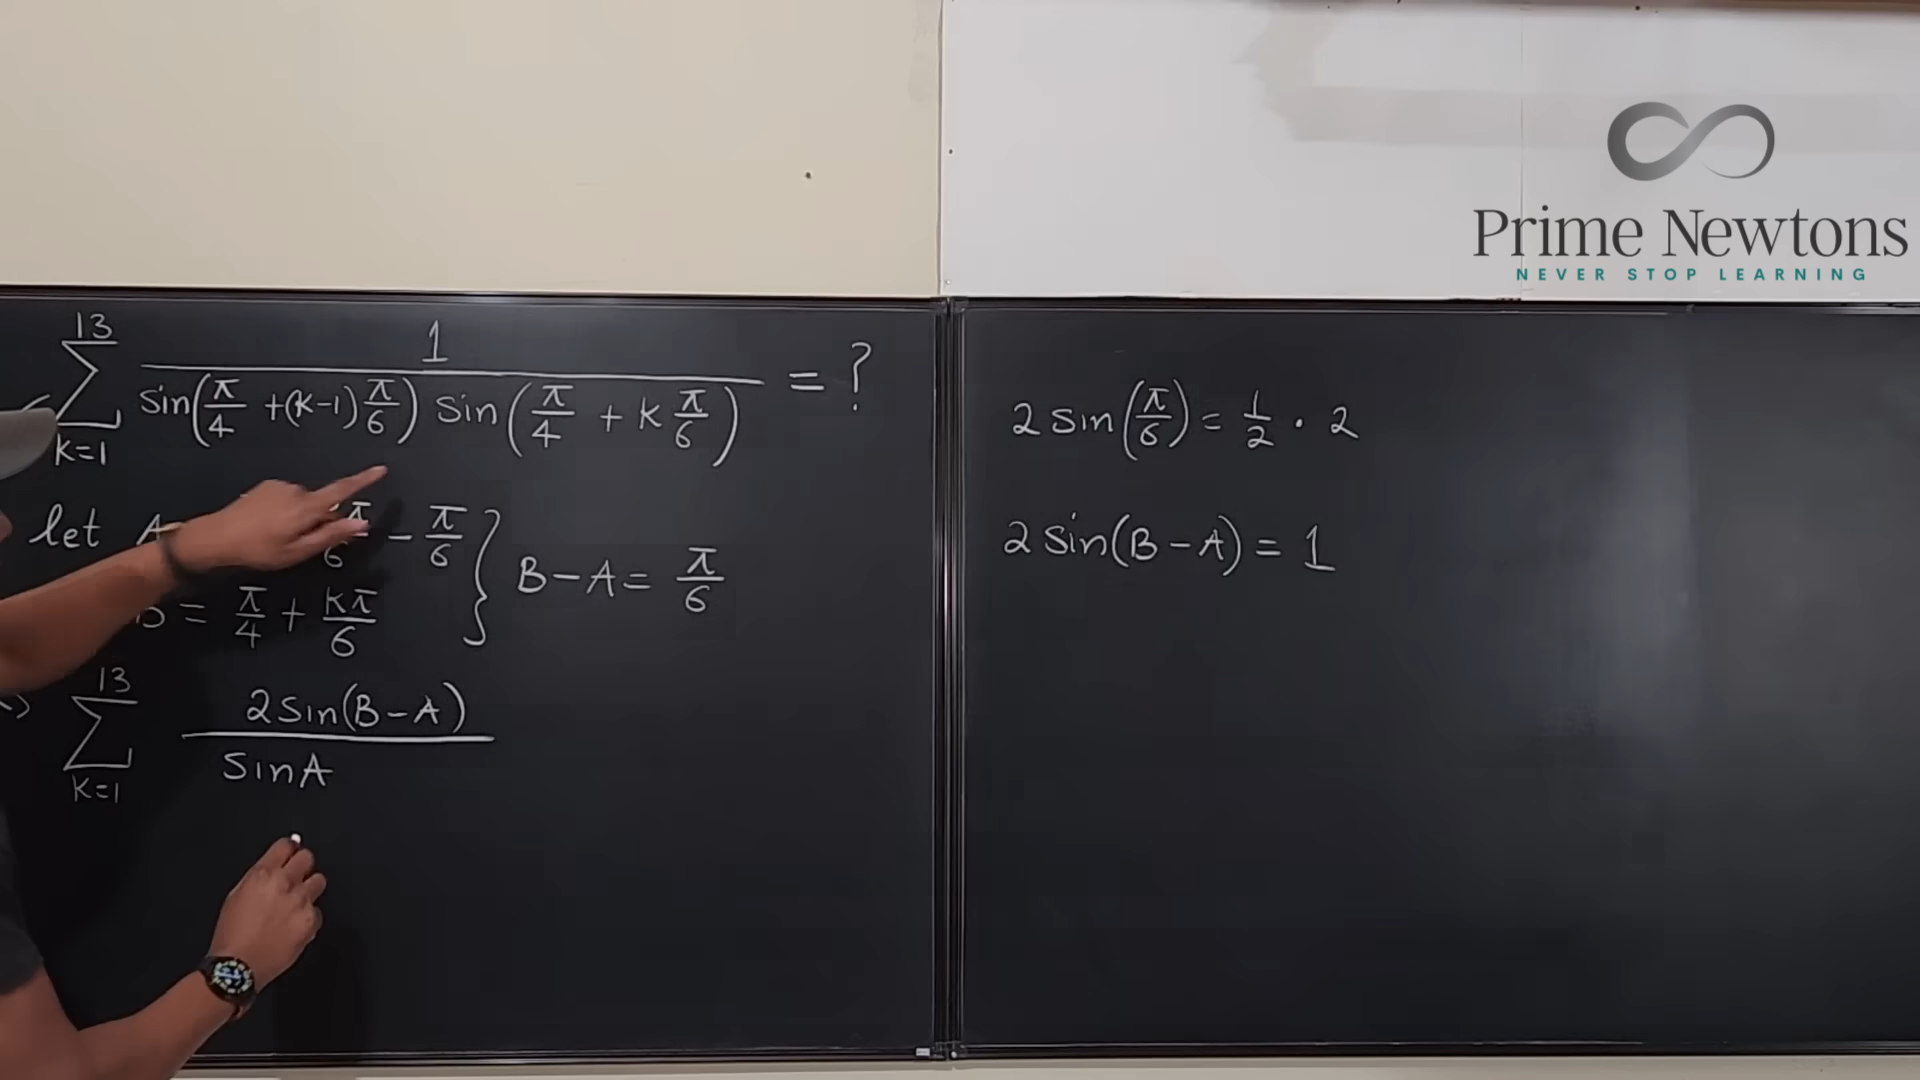 Prime Newtons
NEVER STOP LEARNING
13
∑ 1 / sin(π/4 + (k-1)π/6) sin(π/4 + kπ/6) = ?
k=1
let A π/6 - π/6 } B - A = π/6
B = π/4 + kπ/6
13
∑ 2sin(B-A) / sinA
k=1
2 sin(π/6) = 1/2 · 2
2 sin(B - A) = 1